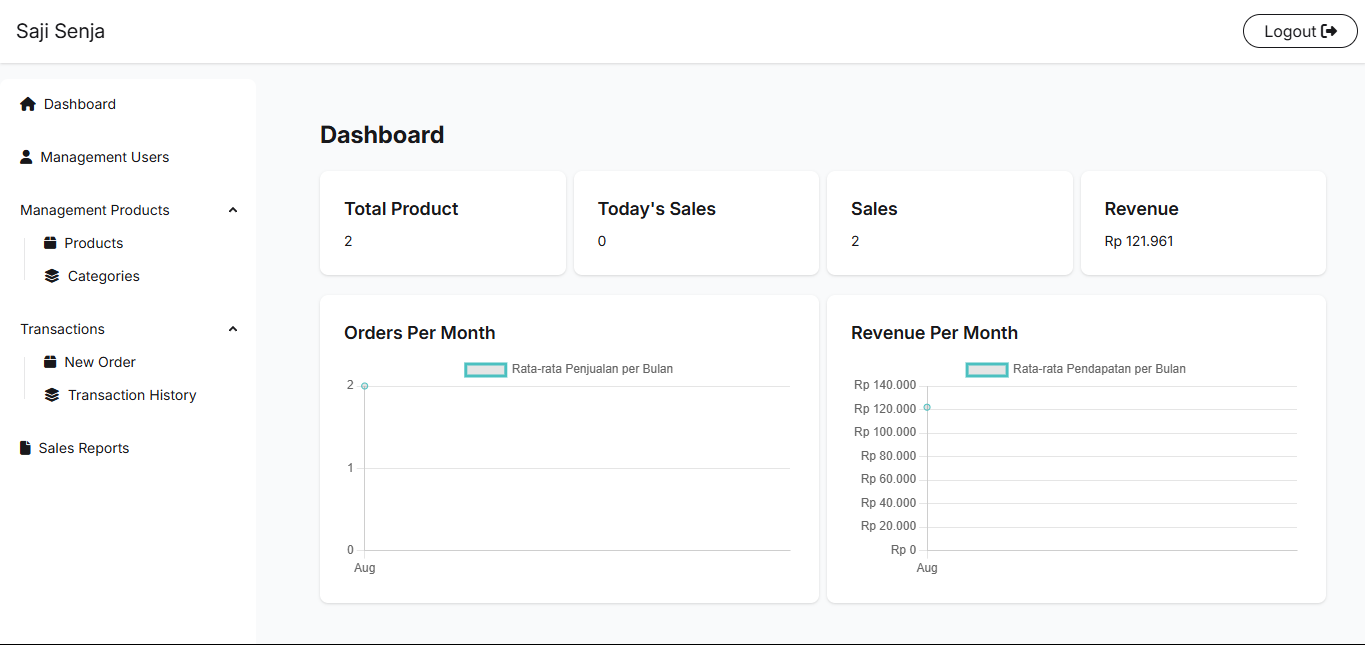 Saji Senja
Logout
Dashboard
Management Users
Management Products
Products
Categories
Transactions
New Order
Transaction History
Sales Reports
Dashboard
Total Product
2
Today's Sales
0
Sales
2
Revenue
Rp 121.961
Orders Per Month
Rata-rata Penjualan per Bulan
2
1
0
Aug
Revenue Per Month
Rata-rata Pendapatan per Bulan
Rp 140.000
Rp 120.000
Rp 100.000
Rp 80.000
Rp 60.000
Rp 40.000
Rp 20.000
Rp 0
Aug